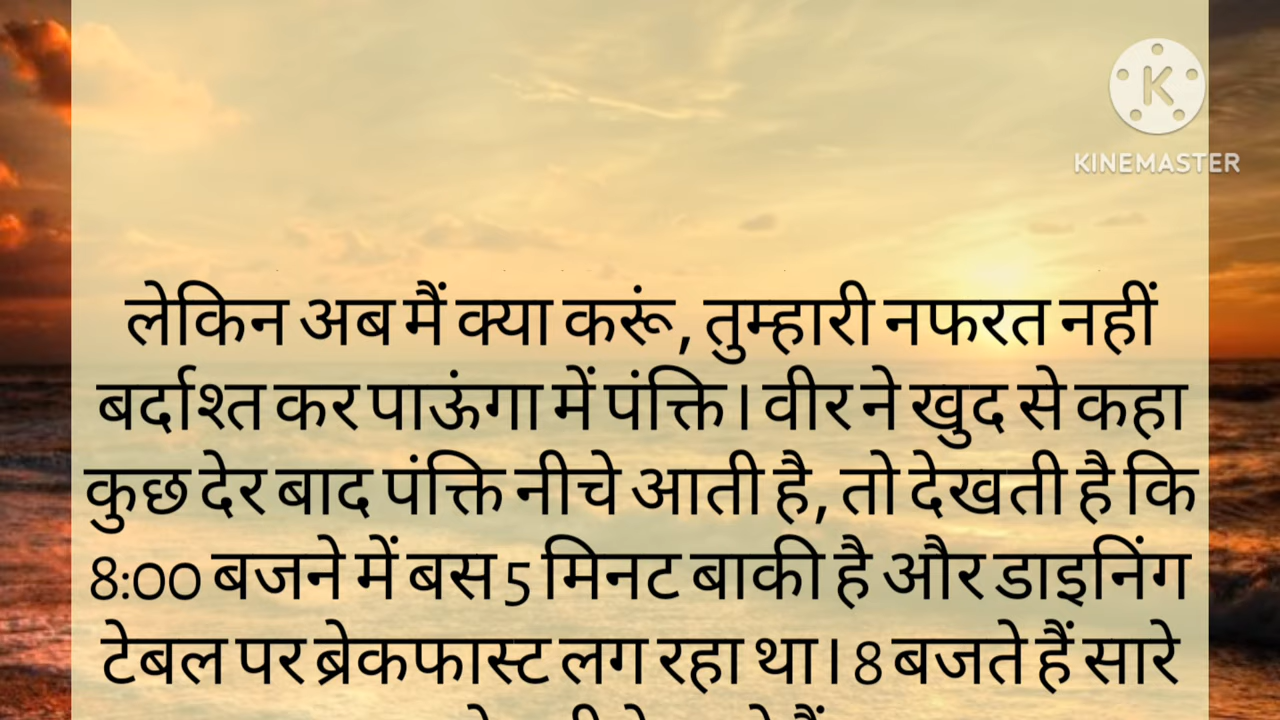 KINEMASTER
लेकिन अब मैं क्या करूं, तुम्हारी नफरत नहीं
बर्दाश्त कर पाऊंगा में पंक्ति। वीर ने खुद से कहा
कुछ देर बाद पंक्ति नीचे आती है, तो देखती है कि
8:00 बजने में बस 5 मिनट बाकी है और डाइनिंग
टेबल पर ब्रेकफास्ट लग रहा था। 8 बजते हैं सारे